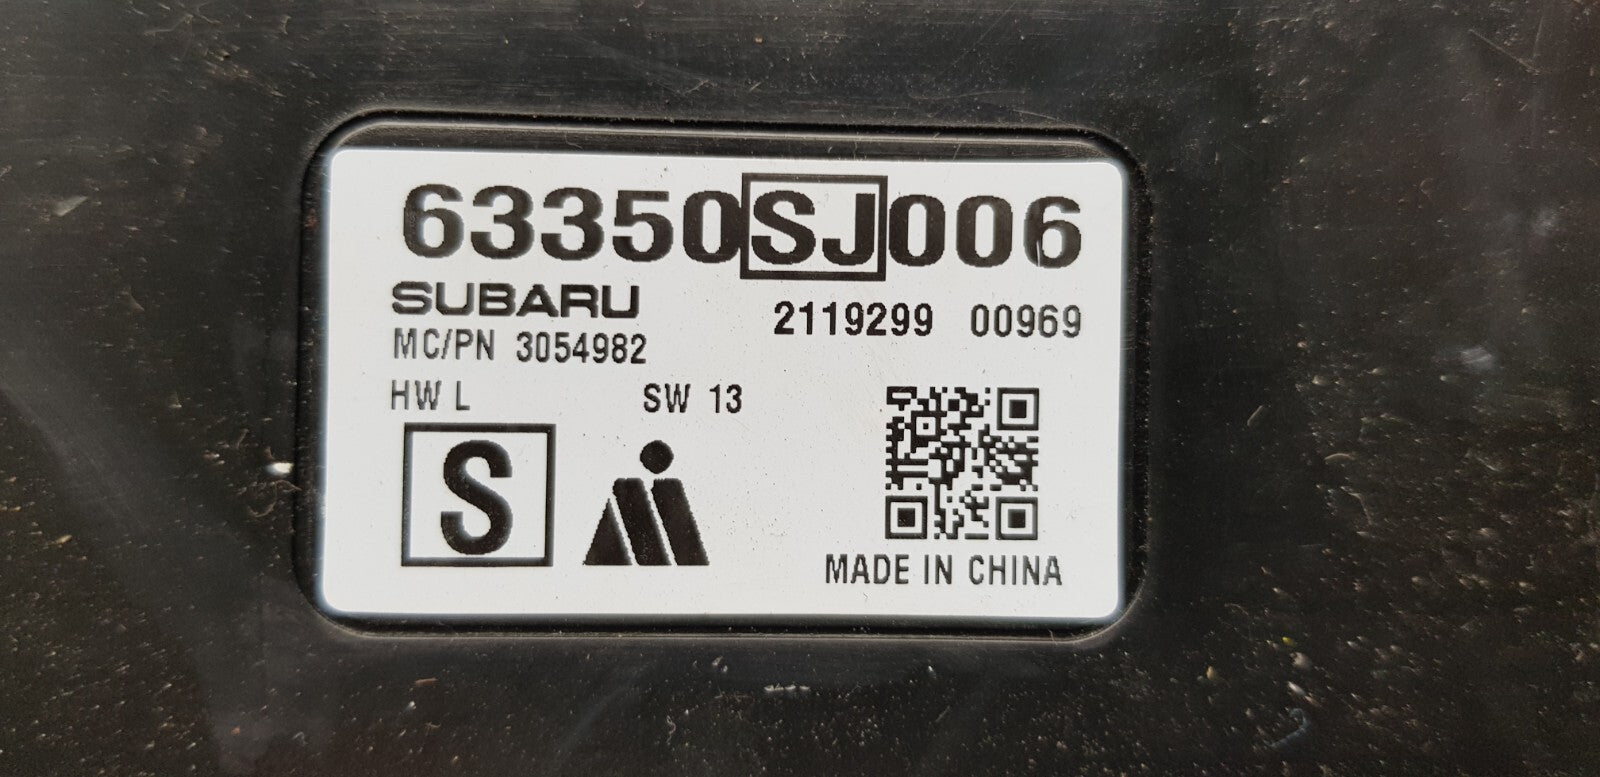 63350SJ006
SUBARU
2119299 00969
MC/PN 3054982
HW L SW 13
S
MADE IN CHINA